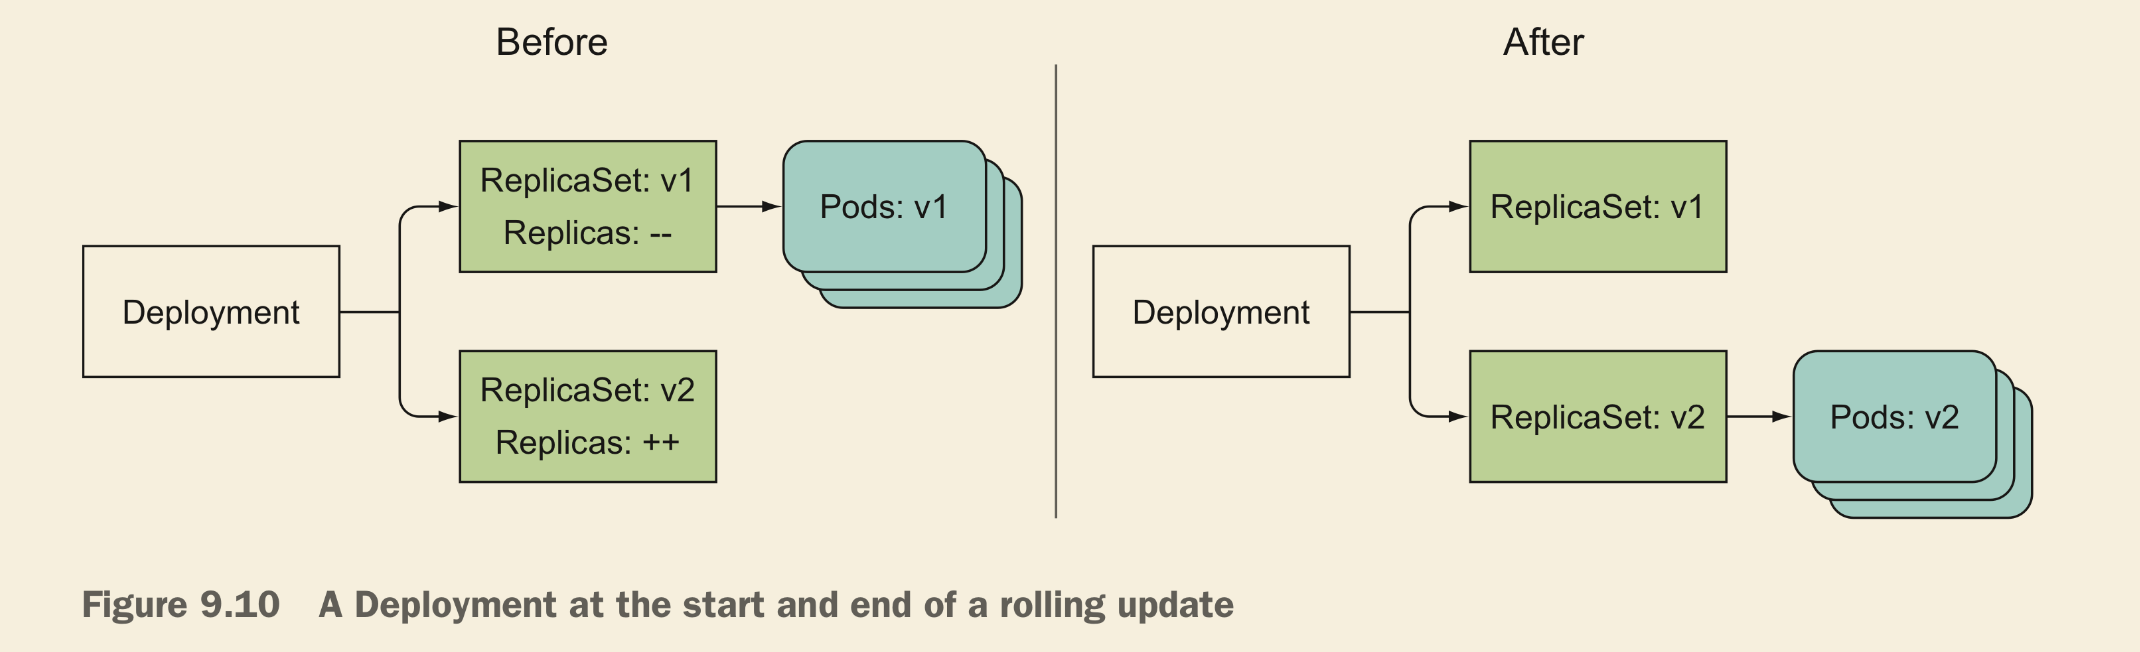 Before
Deployment
ReplicaSet: v1
Replicas: --
Pods: v1
ReplicaSet: v2
Replicas: ++
After
Deployment
ReplicaSet: v1
ReplicaSet: v2
Pods: v2
Figure 9.10 A Deployment at the start and end of a rolling update